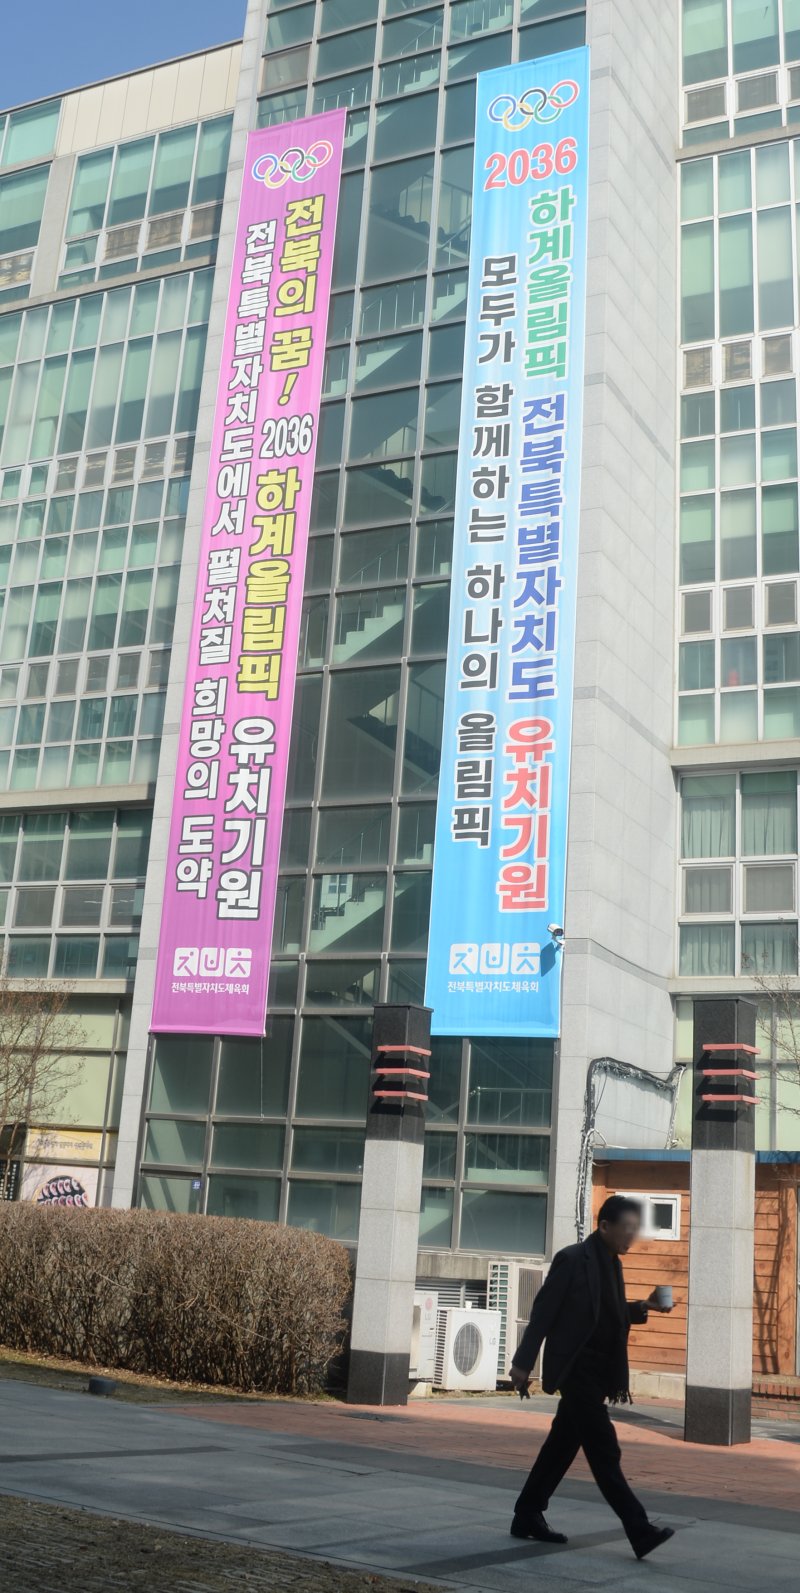 전북의 꿈! 2036 하계올림픽 유치기원
전북특별자치도에서 펼쳐질 희망의 도약
전북특별자치도체육회
2036
하계올림픽 전북특별자치도 유치기원
모두가 함께하는 하나의 올림픽
전북특별자치도체육회
LG